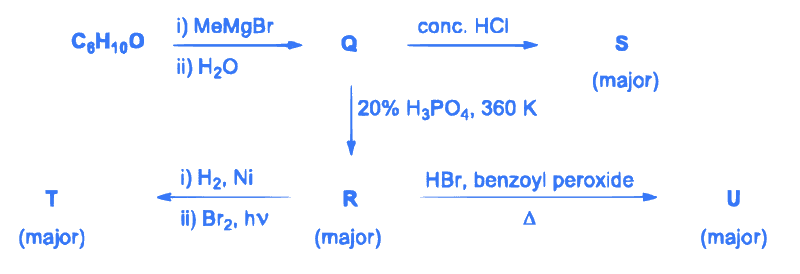 C₆H₁₀O i) MeMgBr ii) H₂O Q conc. HCl S
(major)
20% H₃PO₄, 360 K
T i) H₂, Ni ii) Br₂, hν R HBr, benzoyl peroxide Δ U
(major) (major) (major)